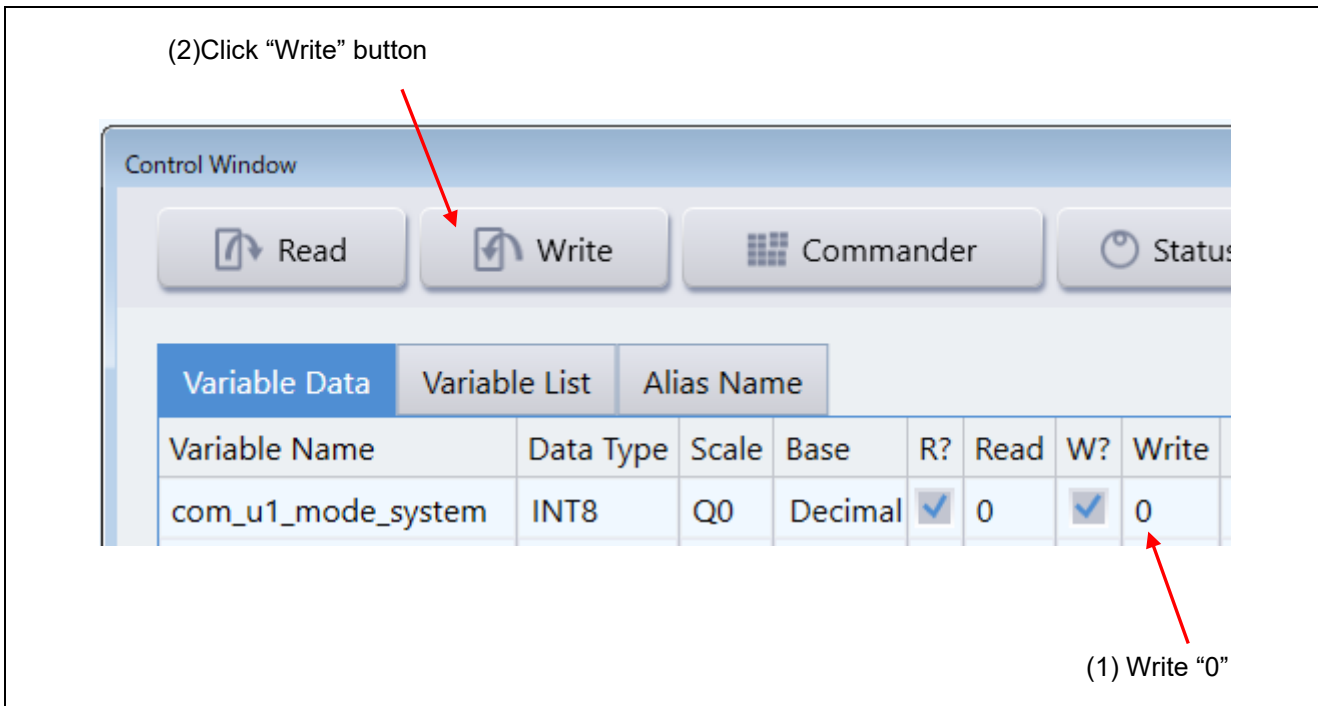 (2)Click “Write” button
Control Window
Read Write Commander Status
Variable Data Variable List Alias Name
Variable Name Data Type Scale Base R? Read W? Write
com_u1_mode_system INT8 Q0 Decimal 0 0
(1) Write “0”